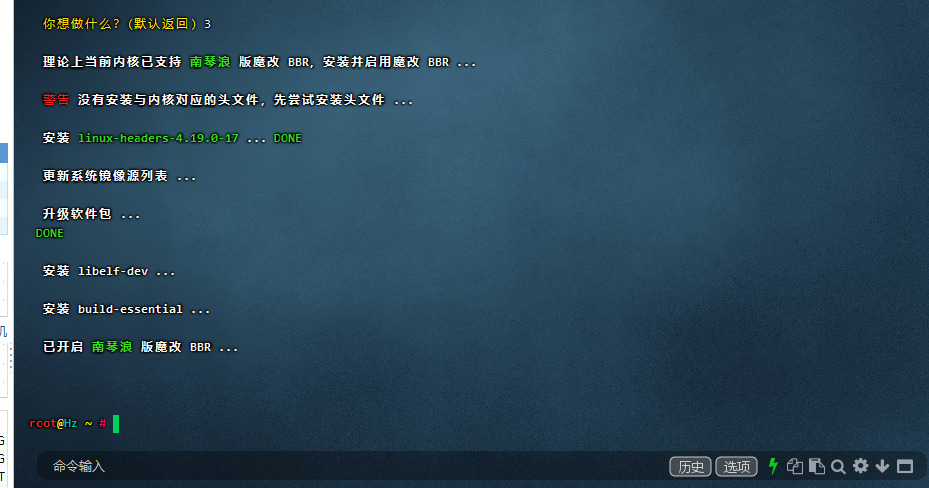 你想做什么? (默认返回) 3
理论上当前内核已支持 南琴浪 版魔改 BBR, 安装并启用魔改 BBR ...
警告 没有安装与内核对应的头文件, 先尝试安装头文件 ...
安装 linux-headers-4.19.0-17 ... DONE
更新系统镜像源列表 ...
升级软件包 ...
DONE
安装 libelf-dev ...
安装 build-essential ...
已开启 南琴浪 版魔改 BBR ...
机
root@Hz ~ #
G
G
T
命令输入 历史 选项